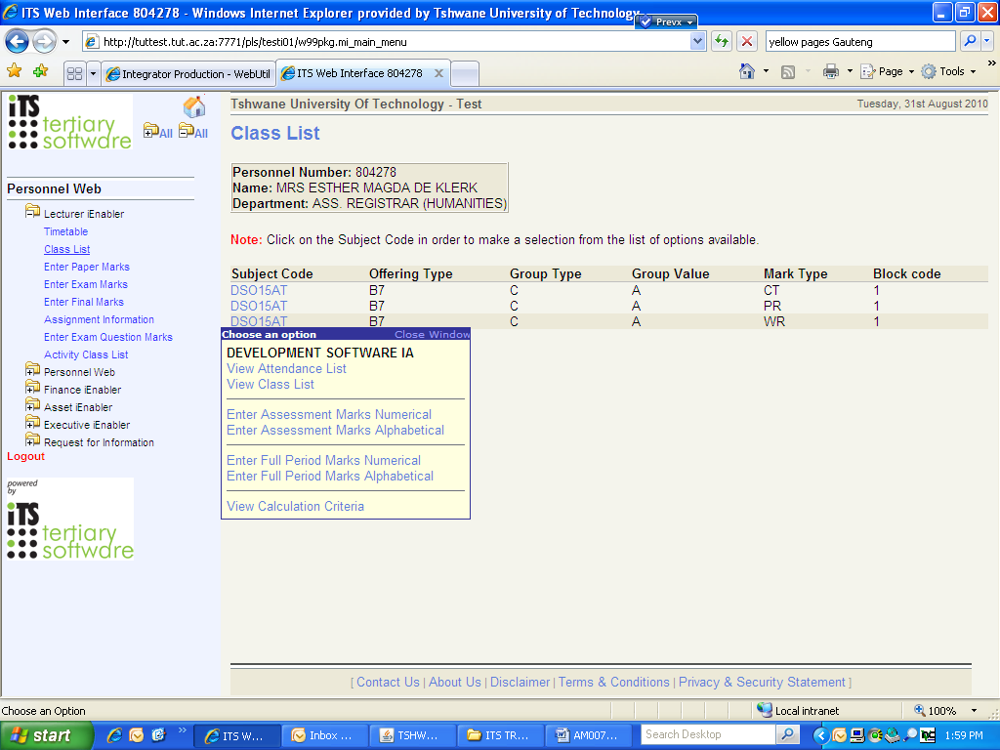 ITS Web Interface 804278 - Windows Internet Explorer provided by Tshwane University of Technology
Prevx
http://tuttest.tut.ac.za:7771/pls/testi01/w99pkg.mi_main_menu
yellow pages Gauteng
Integrator Production - WebUtil
ITS Web Interface 804278
Page
Tools
iTS tertiary software
All
All
Personnel Web
Lecturer iEnabler
Timetable
Class List
Enter Paper Marks
Enter Exam Marks
Enter Final Marks
Assignment Information
Enter Exam Question Marks
Activity Class List
Personnel Web
Finance iEnabler
Asset iEnabler
Executive iEnabler
Request for Information
Logout
powered by
iTS tertiary software
Tshwane University Of Technology - Test
Tuesday, 31st August 2010
Class List
Personnel Number: 804278
Name: MRS ESTHER MAGDA DE KLERK
Department: ASS. REGISTRAR (HUMANITIES)
Note: Click on the Subject Code in order to make a selection from the list of options available.
Subject Code Offering Type Group Type Group Value Mark Type Block code
DSO15AT B7 C A CT 1
DSO15AT B7 C A PR 1
DSO15AT B7 C A WR 1
Choose an option Close Window
DEVELOPMENT SOFTWARE IA
View Attendance List
View Class List
Enter Assessment Marks Numerical
Enter Assessment Marks Alphabetical
Enter Full Period Marks Numerical
Enter Full Period Marks Alphabetical
View Calculation Criteria
[ Contact Us | About Us | Disclaimer | Terms & Conditions | Privacy & Security Statement ]
Choose an Option
Local intranet
100%
start
ITS W...
Inbox ...
TSHW...
ITS TR...
AM007...
Search Desktop
1:59 PM